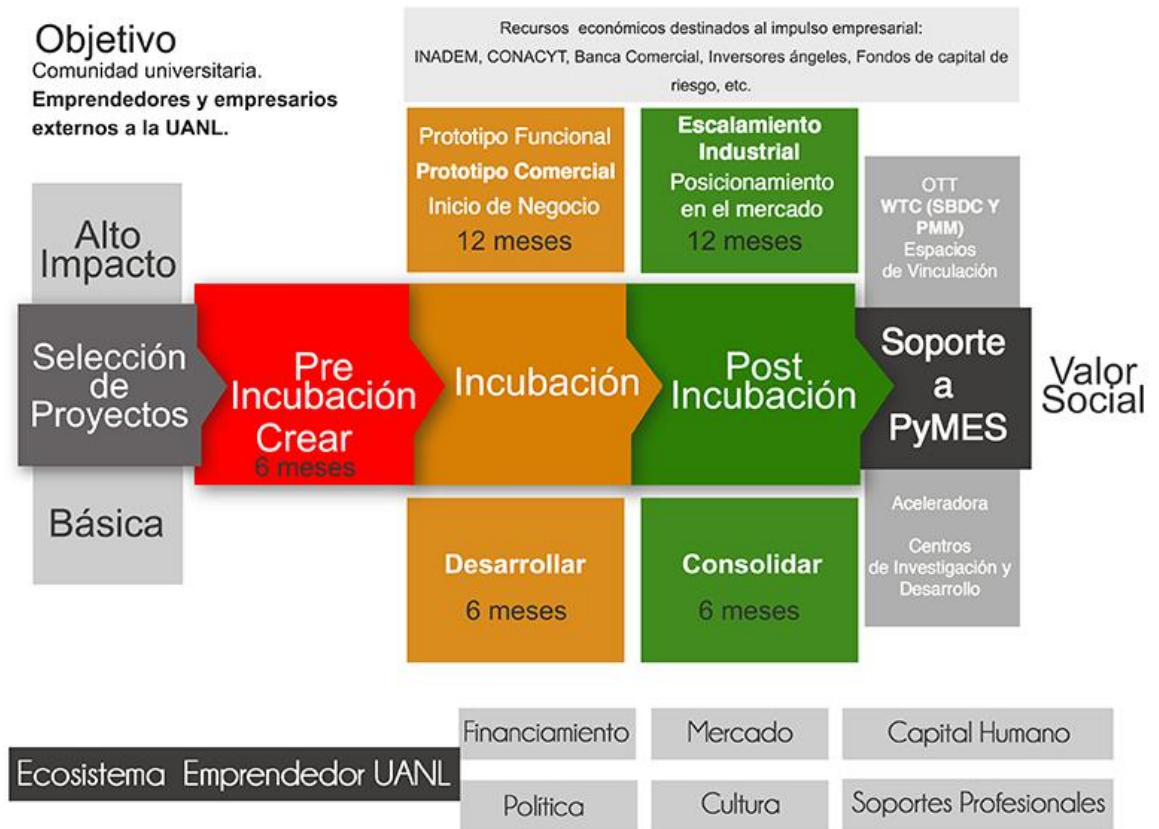 Objetivo
Comunidad universitaria.
Emprendedores y empresarios
externos a la UANL.
Recursos económicos destinados al impulso empresarial:
INADEM, CONACYT, Banca Comercial, Inversores ángeles, Fondos de capital de
riesgo, etc.
Alto
Impacto
Prototipo Funcional
Prototipo Comercial
Inicio de Negocio
12 meses
Escalamiento
Industrial
Posicionamiento
en el mercado
12 meses
OTT
WTC (SBDC Y
PMM)
Espacios
de Vinculación
Selección
de
Proyectos
Pre
Incubación
Crear
6 meses
Incubación
Post
Incubación
Soporte
a
PyMES
Valor
Social
Básica
Desarrollar
6 meses
Consolidar
6 meses
Aceleradora
Centros
de Investigación y
Desarrollo
Ecosistema Emprendedor UANL
Financiamiento
Mercado
Capital Humano
Política
Cultura
Soportes Profesionales